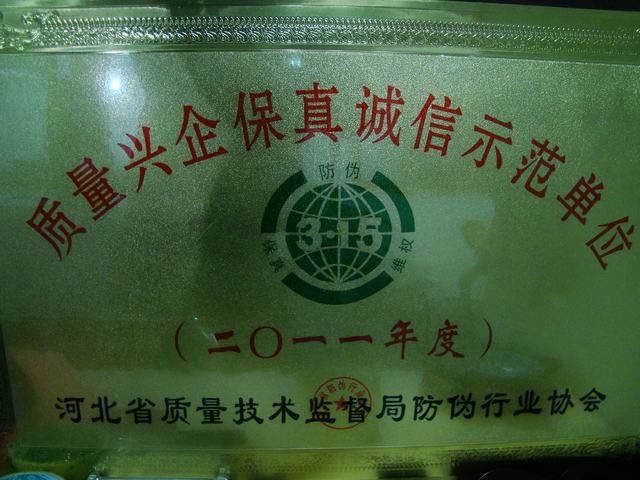 质量兴企保真诚信示范单位
防伪
3·15
保真
维权
(二〇一一年度)
河北省质量技术监督局防伪行业协会